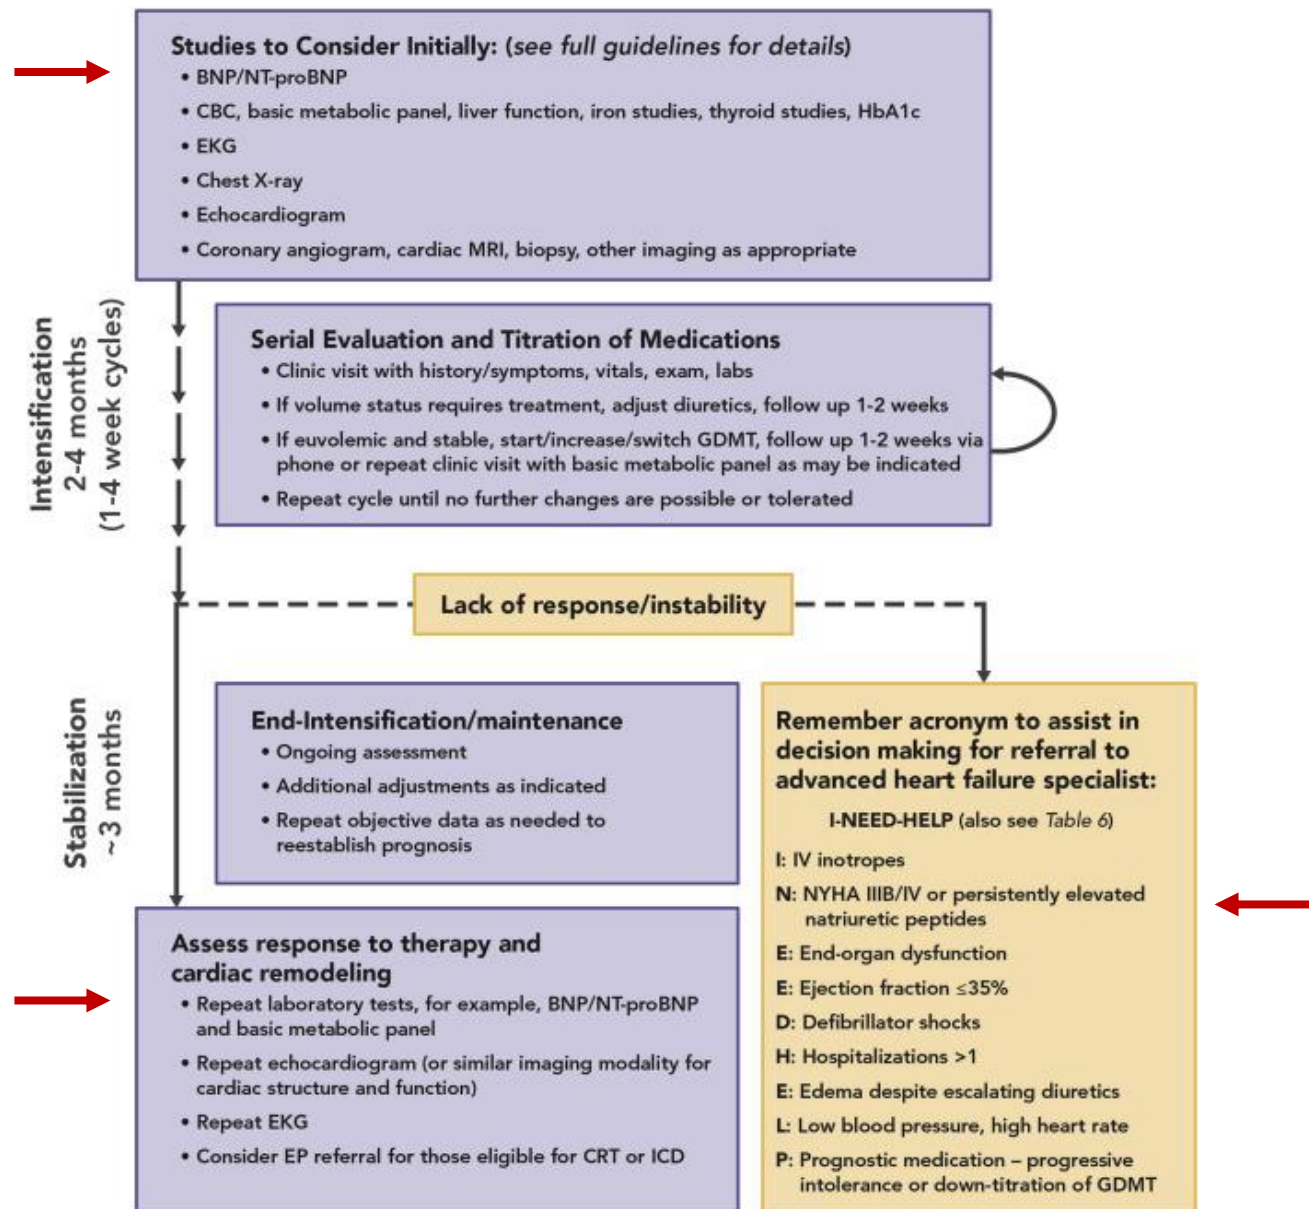 Studies to Consider Initially: (see full guidelines for details)
• BNP/NT-proBNP
• CBC, basic metabolic panel, liver function, iron studies, thyroid studies, HbA1c
• EKG
• Chest X-ray
• Echocardiogram
• Coronary angiogram, cardiac MRI, biopsy, other imaging as appropriate
Intensification
2-4 months
(1-4 week cycles)
Serial Evaluation and Titration of Medications
• Clinic visit with history/symptoms, vitals, exam, labs
• If volume status requires treatment, adjust diuretics, follow up 1-2 weeks
• If euvolemic and stable, start/increase/switch GDMT, follow up 1-2 weeks via
phone or repeat clinic visit with basic metabolic panel as may be indicated
• Repeat cycle until no further changes are possible or tolerated
Lack of response/instability
Stabilization
~3 months
End-Intensification/maintenance
• Ongoing assessment
• Additional adjustments as indicated
• Repeat objective data as needed to
reestablish prognosis
Assess response to therapy and
cardiac remodeling
• Repeat laboratory tests, for example, BNP/NT-proBNP
and basic metabolic panel
• Repeat echocardiogram (or similar imaging modality for
cardiac structure and function)
• Repeat EKG
• Consider EP referral for those eligible for CRT or ICD
Remember acronym to assist in
decision making for referral to
advanced heart failure specialist:
I-NEED-HELP (also see Table 6)
I: IV inotropes
N: NYHA IIIB/IV or persistently elevated
natriuretic peptides
E: End-organ dysfunction
E: Ejection fraction ≤35%
D: Defibrillator shocks
H: Hospitalizations >1
E: Edema despite escalating diuretics
L: Low blood pressure, high heart rate
P: Prognostic medication – progressive
intolerance or down-titration of GDMT